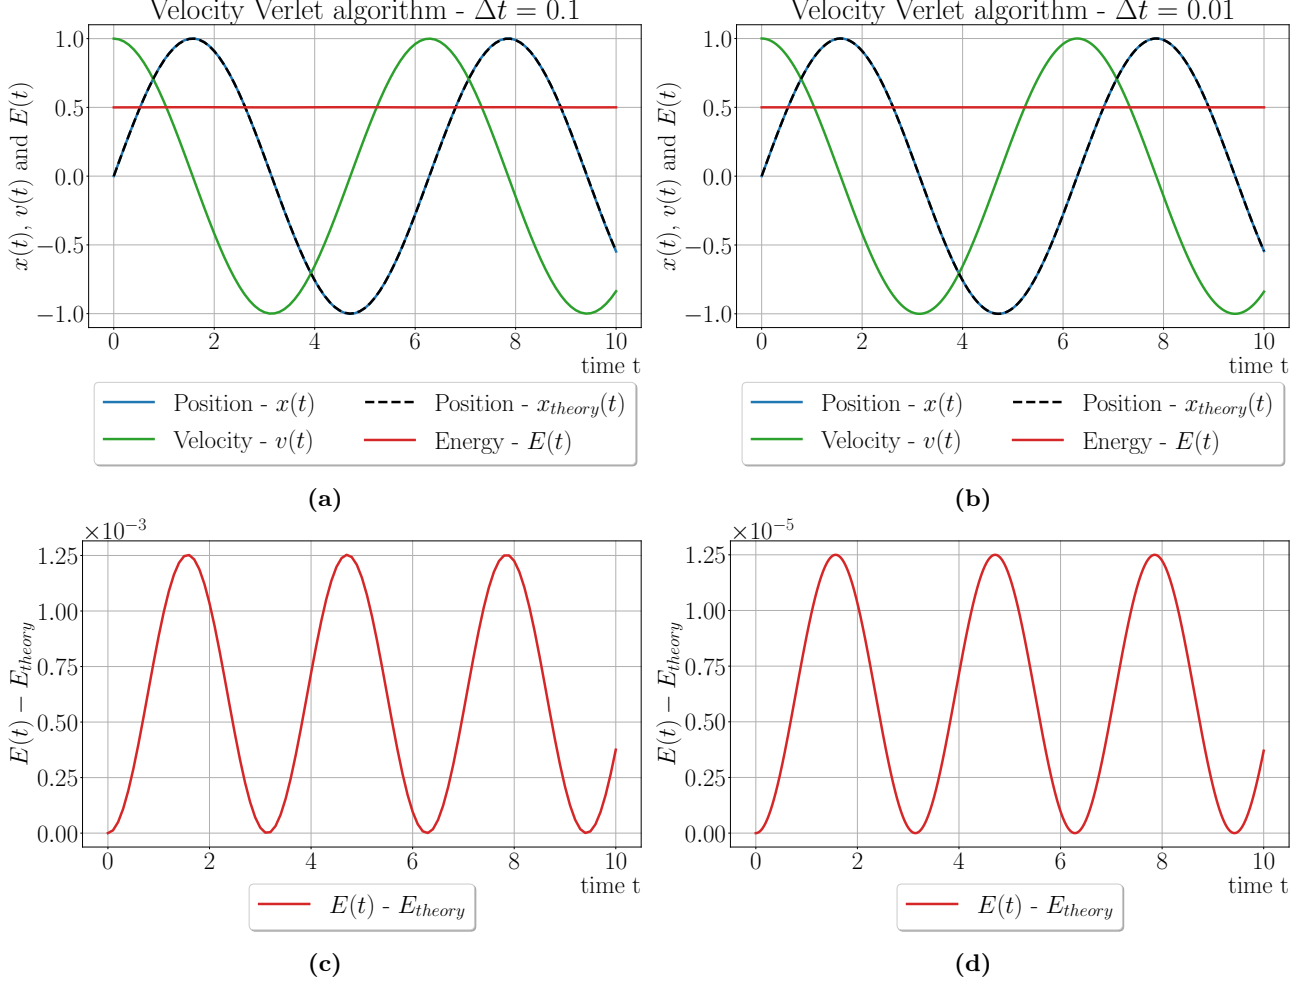 Velocity Verlet algorithm - Δt = 0.1
1.0
0.5
0.0
−0.5
−1.0
x(t), v(t) and E(t)
0 2 4 6 8 10
time t
Position - x(t)
Position - x_theory(t)
Velocity - v(t)
Energy - E(t)
(a)
Velocity Verlet algorithm - Δt = 0.01
1.0
0.5
0.0
−0.5
−1.0
x(t), v(t) and E(t)
0 2 4 6 8 10
time t
Position - x(t)
Position - x_theory(t)
Velocity - v(t)
Energy - E(t)
(b)
×10⁻³
1.25
1.00
0.75
0.50
0.25
0.00
E(t) − E_theory
0 2 4 6 8 10
time t
E(t) - E_theory
(c)
×10⁻⁵
1.25
1.00
0.75
0.50
0.25
0.00
E(t) − E_theory
0 2 4 6 8 10
time t
E(t) - E_theory
(d)